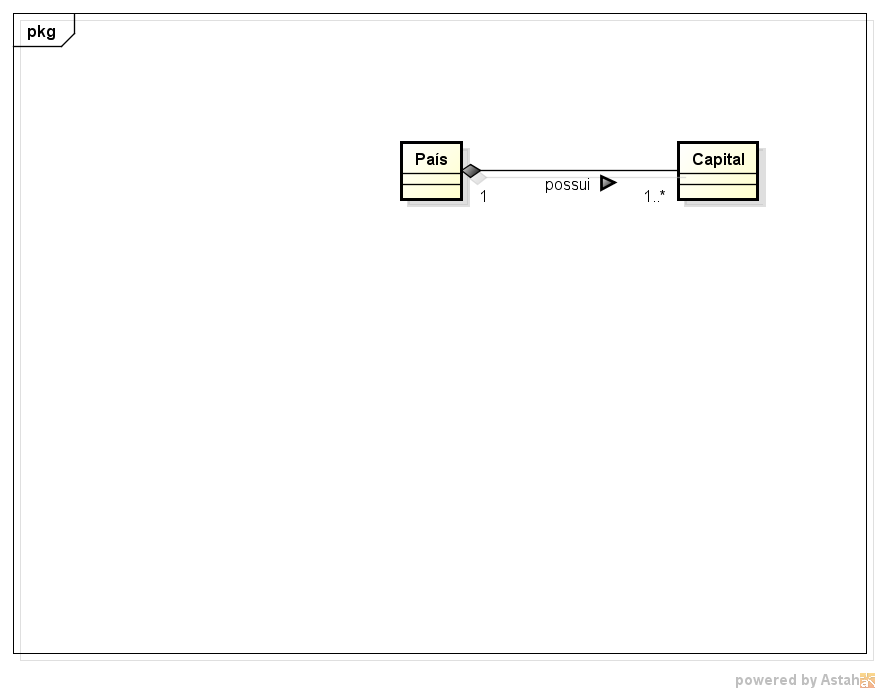 pkg
País
Capital
possui
1
1..*
powered by Astah